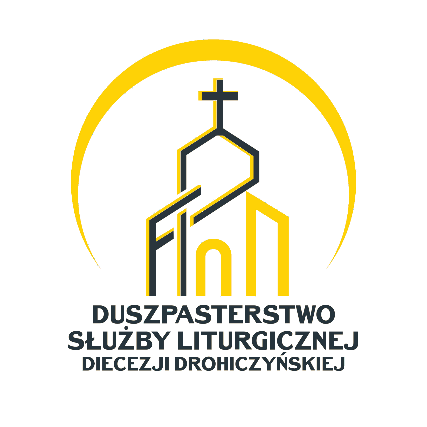 DUSZPASTERSTWO
SŁUŻBY LITURGICZNEJ
DIECEZJI DROHICZYŃSKIEJ